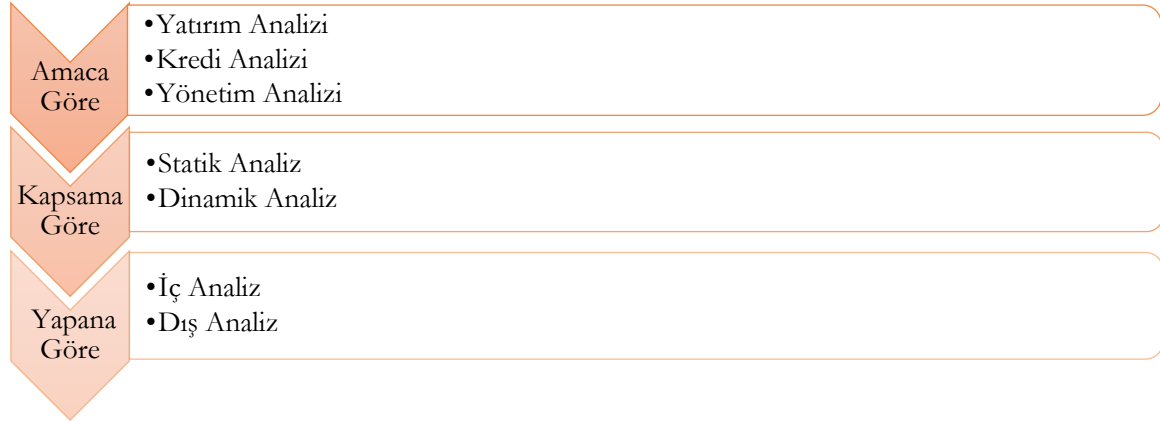 Amaca
Göre
•Yatırım Analizi
•Kredi Analizi
•Yönetim Analizi
Kapsama
Göre
•Statik Analiz
•Dinamik Analiz
Yapana
Göre
•İç Analiz
•Dış Analiz